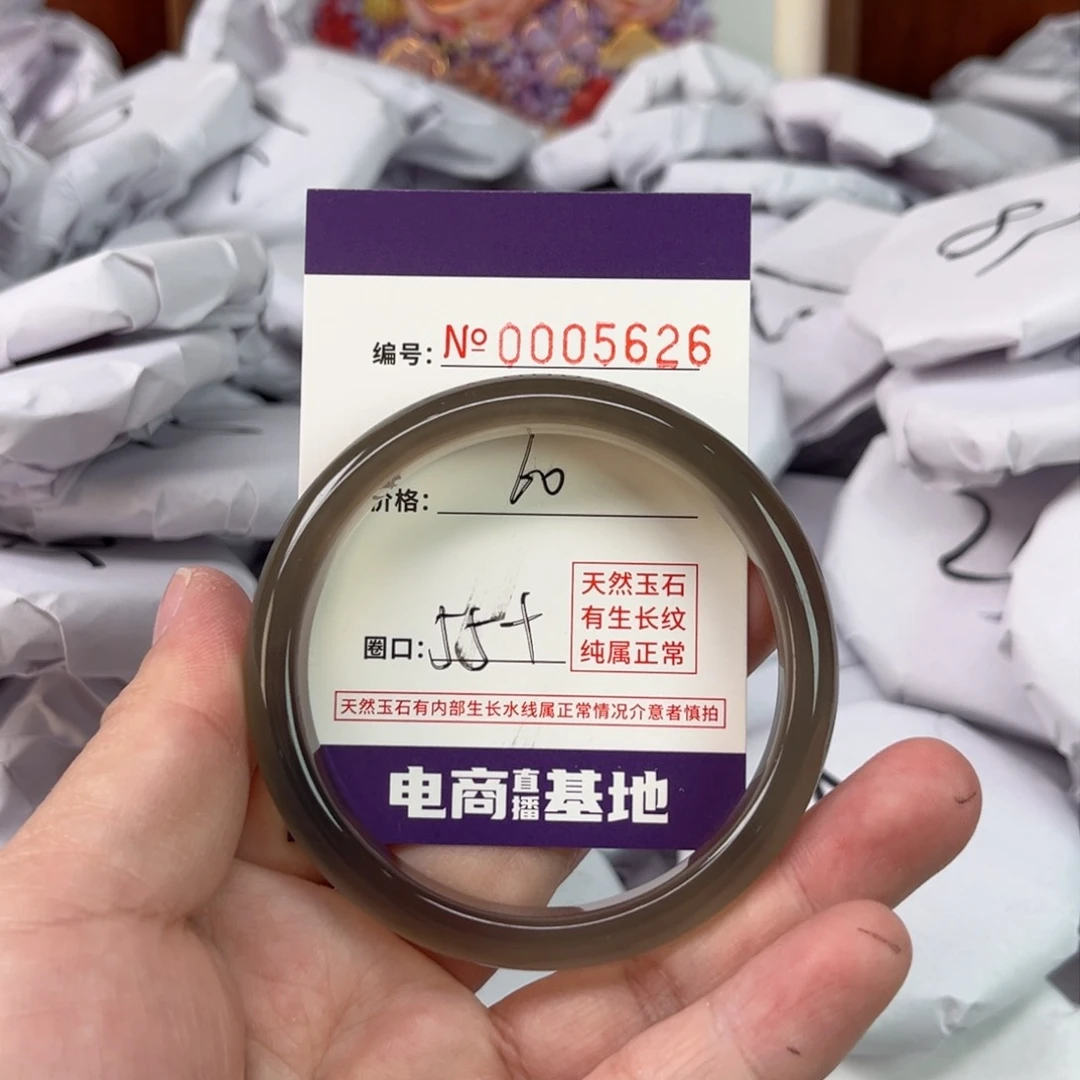 编号: № 0005626
价格: 60
天然玉石
有生长纹
纯属正常
圈口: 55+
天然玉石有内部生长水线属正常情况介意者慎拍
电商直播基地